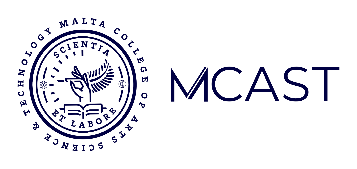 MALTA COLLEGE OF ARTS SCIENCE & TECHNOLOGY
SCIENTIA
ET LABORE
MCAST